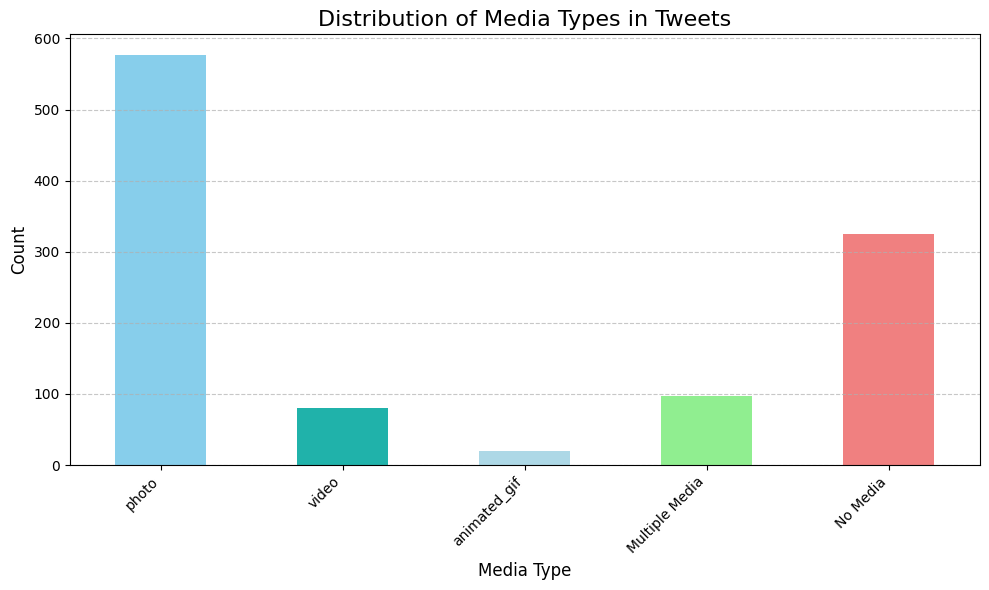 Distribution of Media Types in Tweets
600
500
400
300
200
100
0
Count
photo
video
animated_gif
Multiple Media
No Media
Media Type